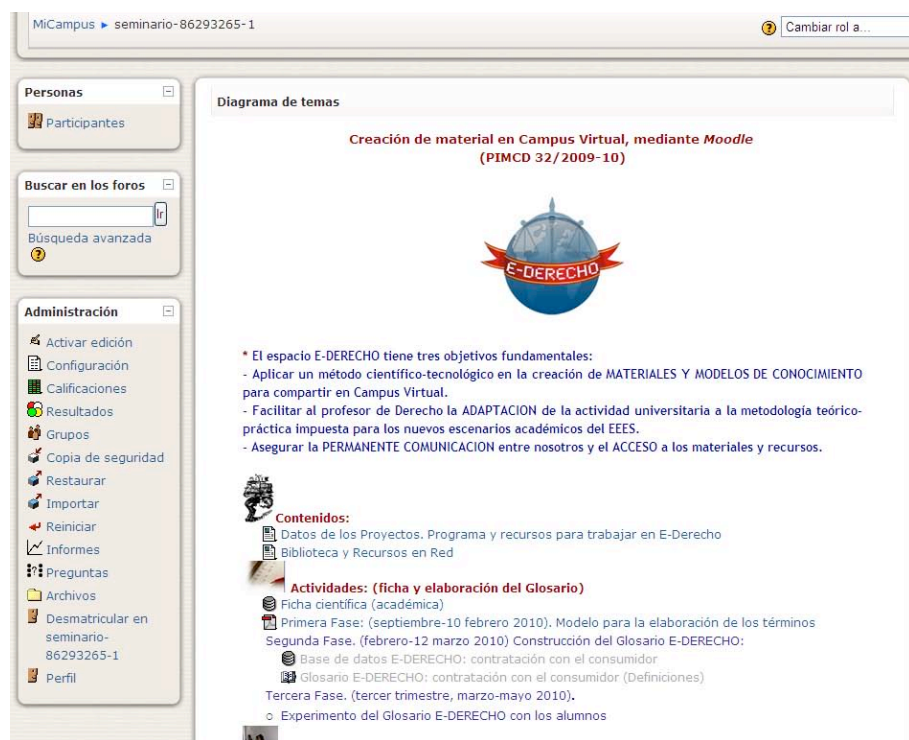 MiCampus ► seminario-86293265-1
Cambiar rol a...
Personas
Participantes
Buscar en los foros
Ir
Búsqueda avanzada
Administración
Activar edición
Configuración
Calificaciones
Resultados
Grupos
Copia de seguridad
Restaurar
Importar
Reiniciar
Informes
Preguntas
Archivos
Desmatricular en
seminario-
86293265-1
Perfil
Diagrama de temas
Creación de material en Campus Virtual, mediante Moodle
(PIMCD 32/2009-10)
E-DERECHO
* El espacio E-DERECHO tiene tres objetivos fundamentales:
- Aplicar un método científico-tecnológico en la creación de MATERIALES Y MODELOS DE CONOCIMIENTO
para compartir en Campus Virtual.
- Facilitar al profesor de Derecho la ADAPTACION de la actividad universitaria a la metodología teórico-
práctica impuesta para los nuevos escenarios académicos del EEES.
- Asegurar la PERMANENTE COMUNICACION entre nosotros y el ACCESO a los materiales y recursos.
Contenidos:
Datos de los Proyectos. Programa y recursos para trabajar en E-Derecho
Biblioteca y Recursos en Red
Actividades: (ficha y elaboración del Glosario)
Ficha científica (académica)
Primera Fase: (septiembre-10 febrero 2010). Modelo para la elaboración de los términos
Segunda Fase. (febrero-12 marzo 2010) Construcción del Glosario E-DERECHO:
Base de datos E-DERECHO: contratación con el consumidor
Glosario E-DERECHO: contratación con el consumidor (Definiciones)
Tercera Fase. (tercer trimestre, marzo-mayo 2010).
o Experimento del Glosario E-DERECHO con los alumnos